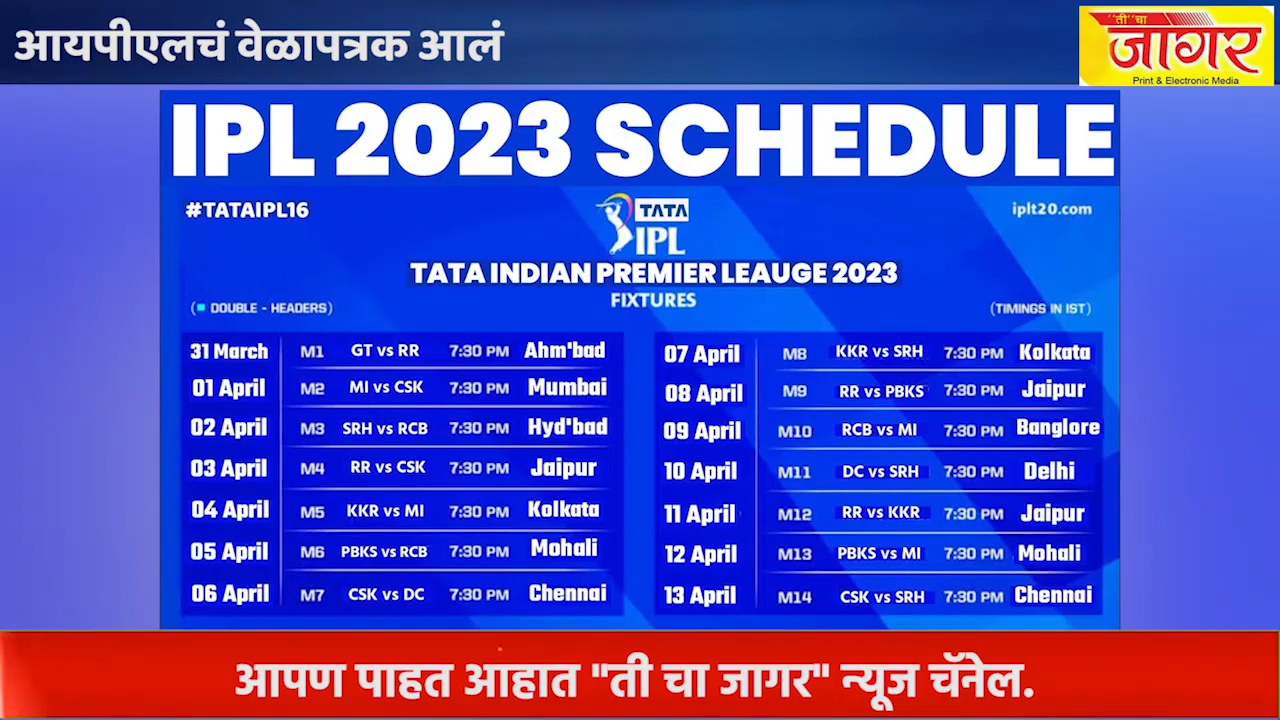 आयपीएलचं वेळापत्रक आलं
"ती" चा
जागर
Print & Electronic Media
IPL 2023 SCHEDULE
#TATAIPL16
TATA
IPL
iplt20.com
TATA INDIAN PREMIER LEAUGE 2023
FIXTURES
( DOUBLE - HEADERS)
(TIMINGS IN IST)
31 March M1 GT vs RR 7:30 PM Ahm'bad
01 April M2 MI vs CSK 7:30 PM Mumbai
02 April M3 SRH vs RCB 7:30 PM Hyd'bad
03 April M4 RR vs CSK 7:30 PM Jaipur
04 April M5 KKR vs MI 7:30 PM Kolkata
05 April M6 PBKS vs RCB 7:30 PM Mohali
06 April M7 CSK vs DC 7:30 PM Chennai
07 April M8 KKR vs SRH 7:30 PM Kolkata
08 April M9 RR vs PBKS 7:30 PM Jaipur
09 April M10 RCB vs MI 7:30 PM Banglore
10 April M11 DC vs SRH 7:30 PM Delhi
11 April M12 RR vs KKR 7:30 PM Jaipur
12 April M13 PBKS vs MI 7:30 PM Mohali
13 April M14 CSK vs SRH 7:30 PM Chennai
आपण पाहत आहात "ती चा जागर" न्यूज चॅनेल.